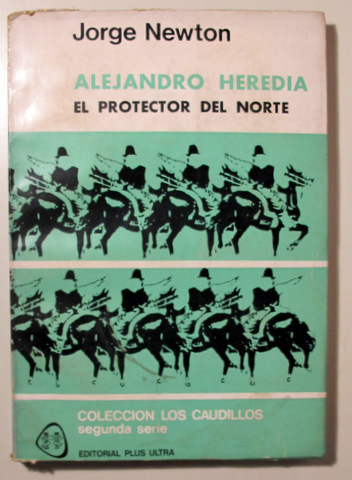 Jorge Newton
ALEJANDRO HEREDIA
EL PROTECTOR DEL NORTE
COLECCION LOS CAUDILLOS
segunda serie
EDITORIAL PLUS ULTRA